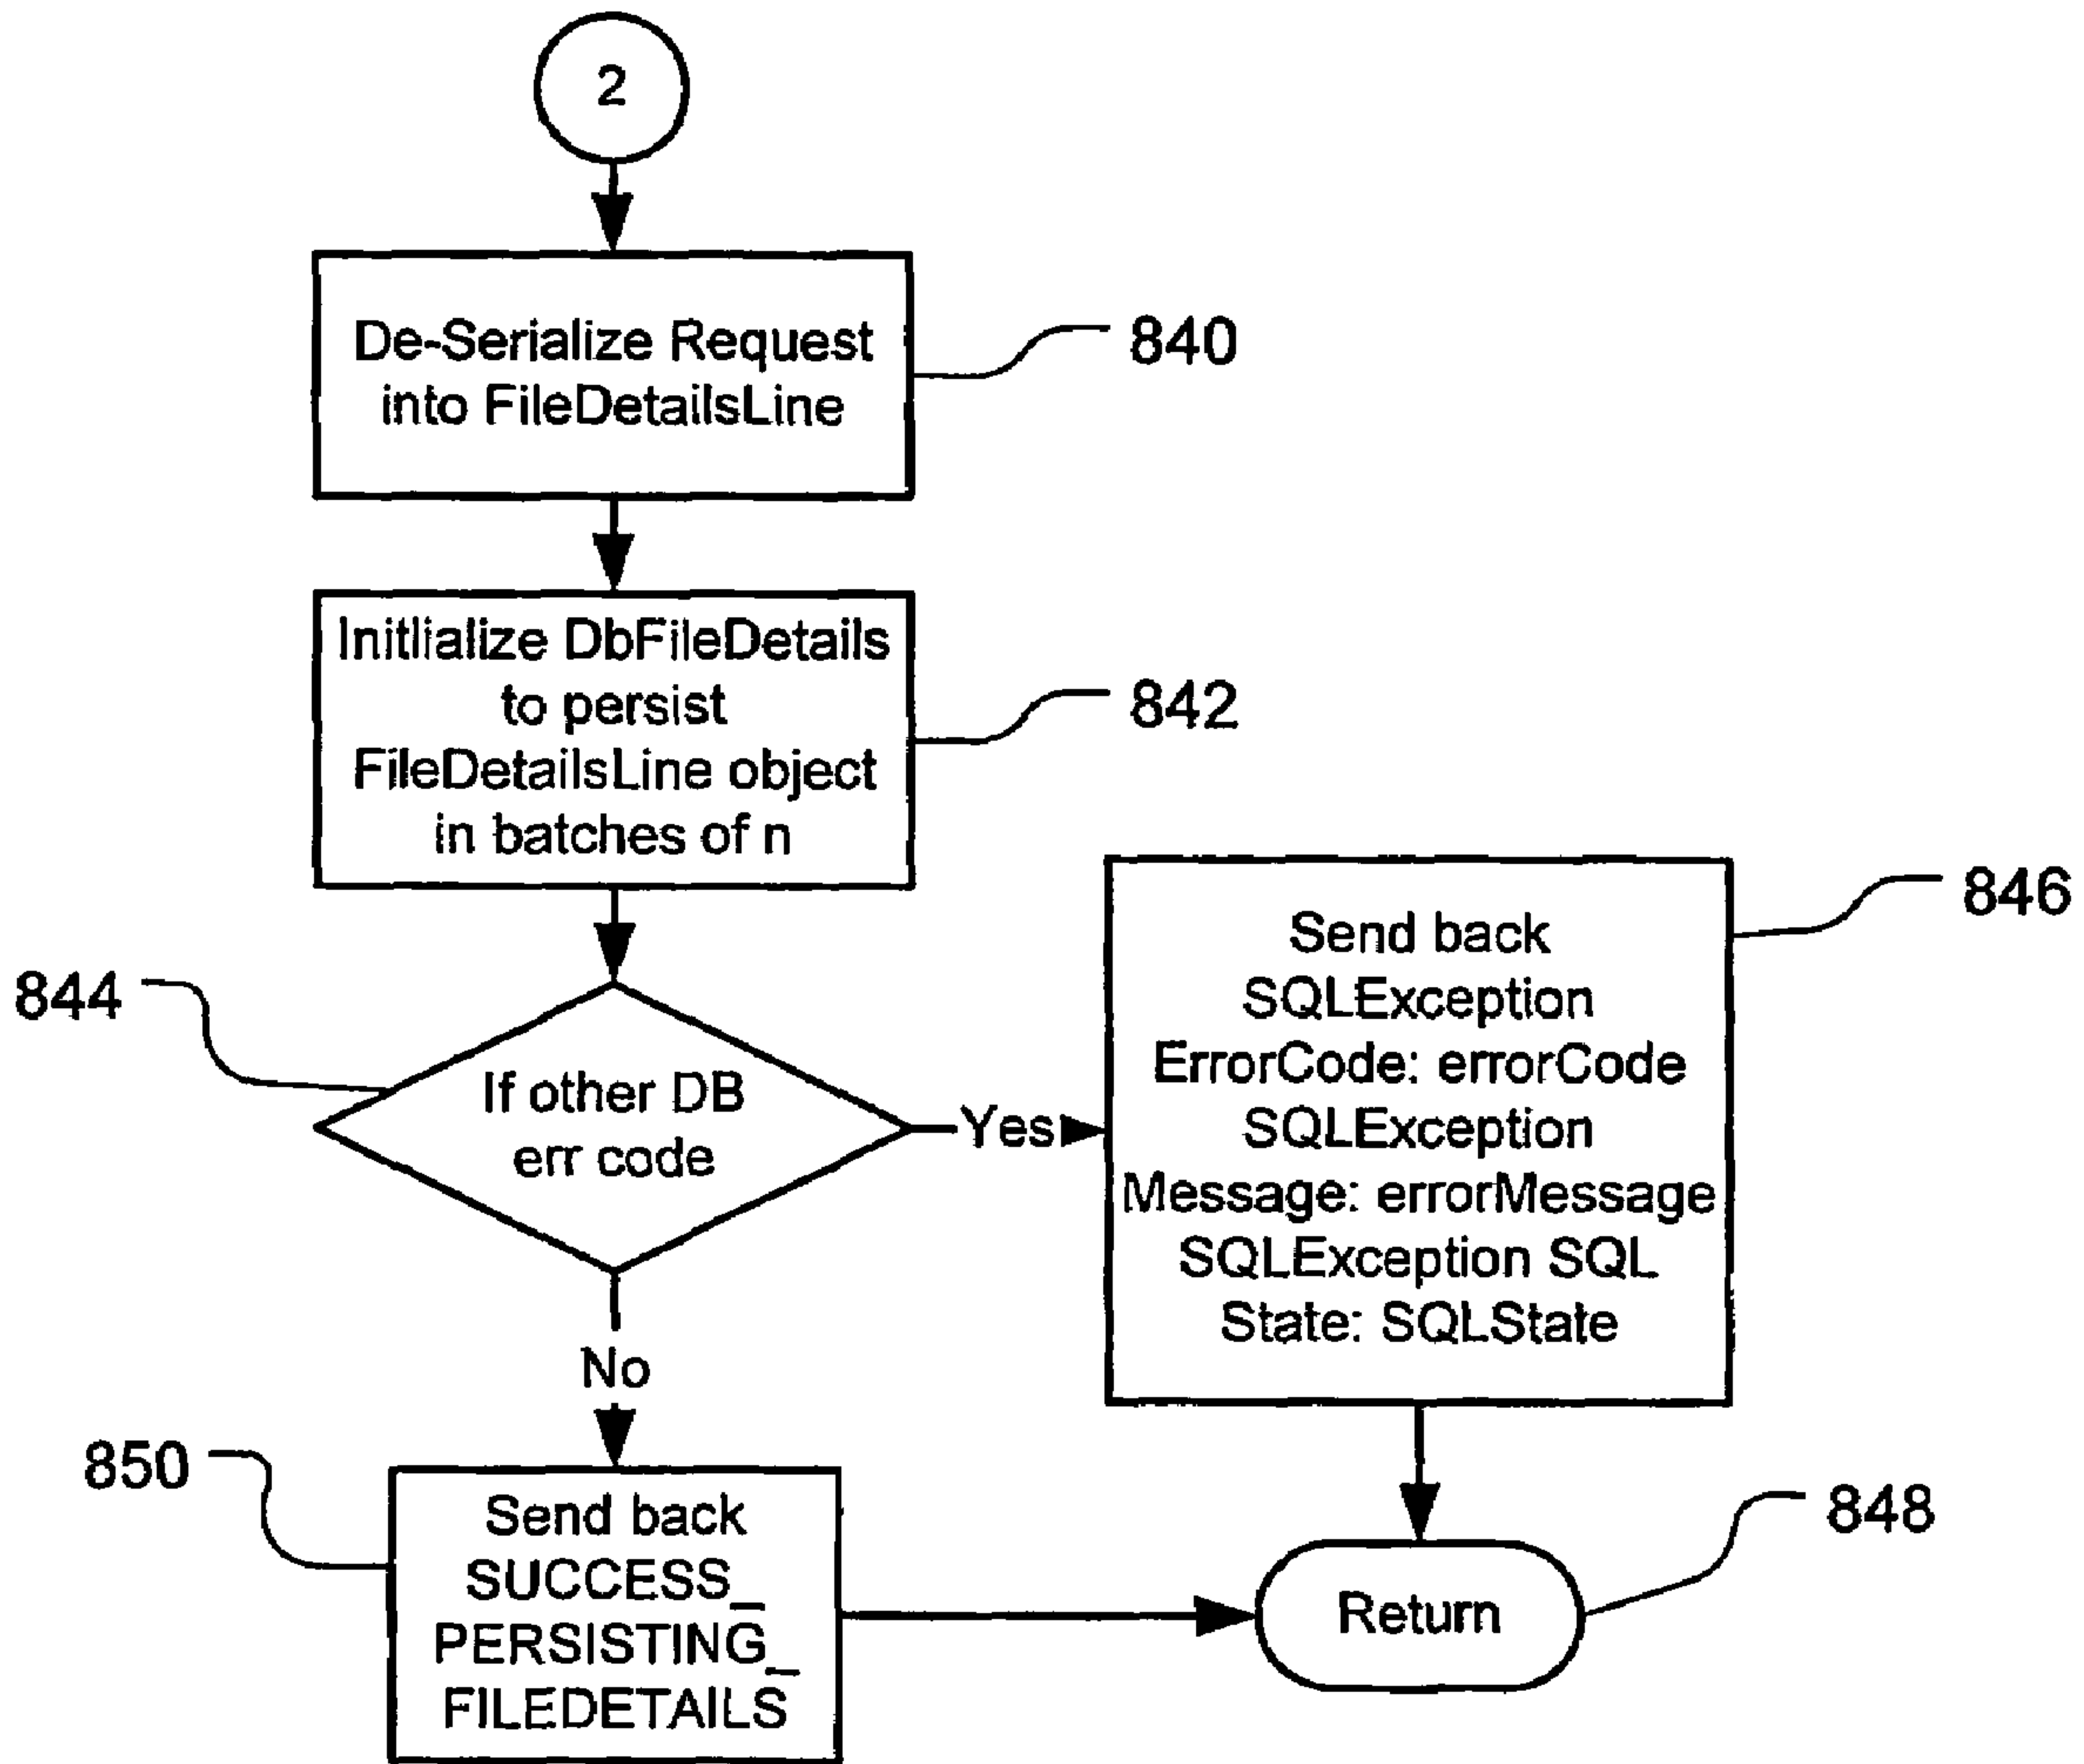 2
De-Serialize Request
into FileDetailsLine
840
Initlialize DbFileDetails
to persist
FileDetailsLine object
in batches of n
842
844
If other DB
err code
Yes
846
Send back
SQLException
ErrorCode: errorCode
SQLException
Message: errorMessage
SQLException SQL
State: SQLState
No
850
Send back
SUCCESS_
PERSISTING_
FILEDETAILS
Return
848